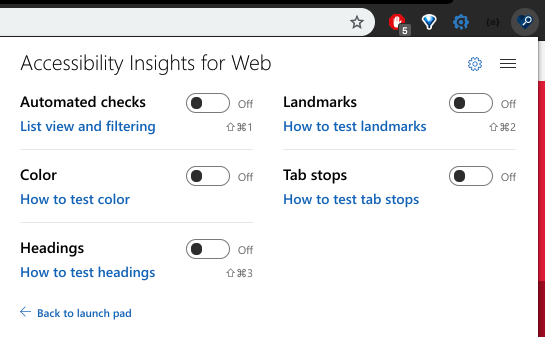 5
{a}
Accessibility Insights for Web
Automated checks Off
List view and filtering ⇧⌘1
Landmarks Off
How to test landmarks ⇧⌘2
Color Off
How to test color
Tab stops Off
How to test tab stops
Headings Off
How to test headings ⇧⌘3
Back to launch pad